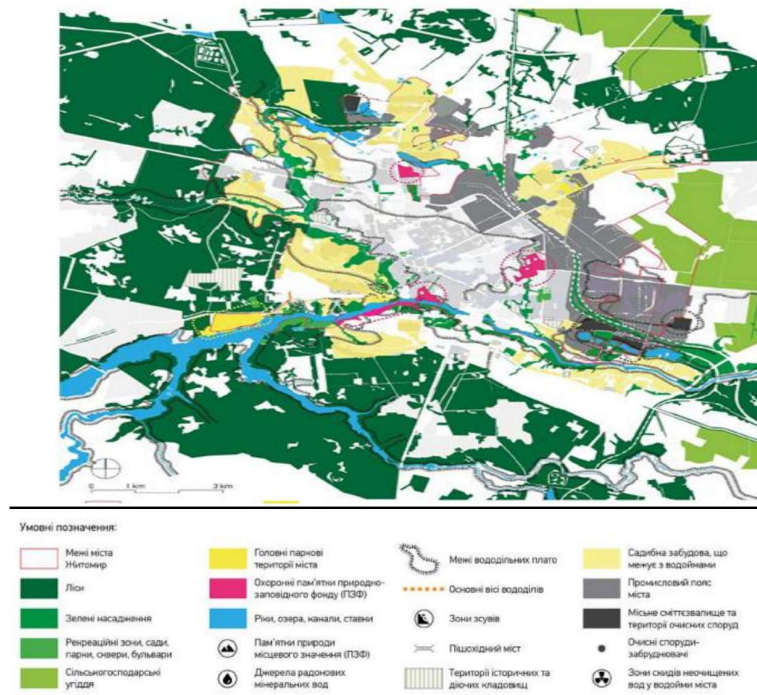 0 1 km 3 km
Умовні позначення:
Межі міста
Житомир
Ліси
Зелені насадження
Рекреаційні зони, сади,
парки, сквери, бульвари
Сільськогосподарські
угіддя
Головні паркові
території міста
Охоронні пам'ятки природно-
заповідного фонду (ПЗФ)
Ріки, озера, канали, ставки
Пам'ятки природи
місцевого значення (ПЗФ)
Джерела радонових
мінеральних вод
Межі вододільних плато
Основні вісі вододілів
Зони зсувів
Пішохідний міст
Території історичних та
діючих кладовищ
Садибна забудова, що
межує з водоймами
Промисловий пояс
міста
Міське сміттєзвалище та
території очисних споруд
Очисні споруди-
забруднювачі
Зони скидів неочищених
вод у водойми міста